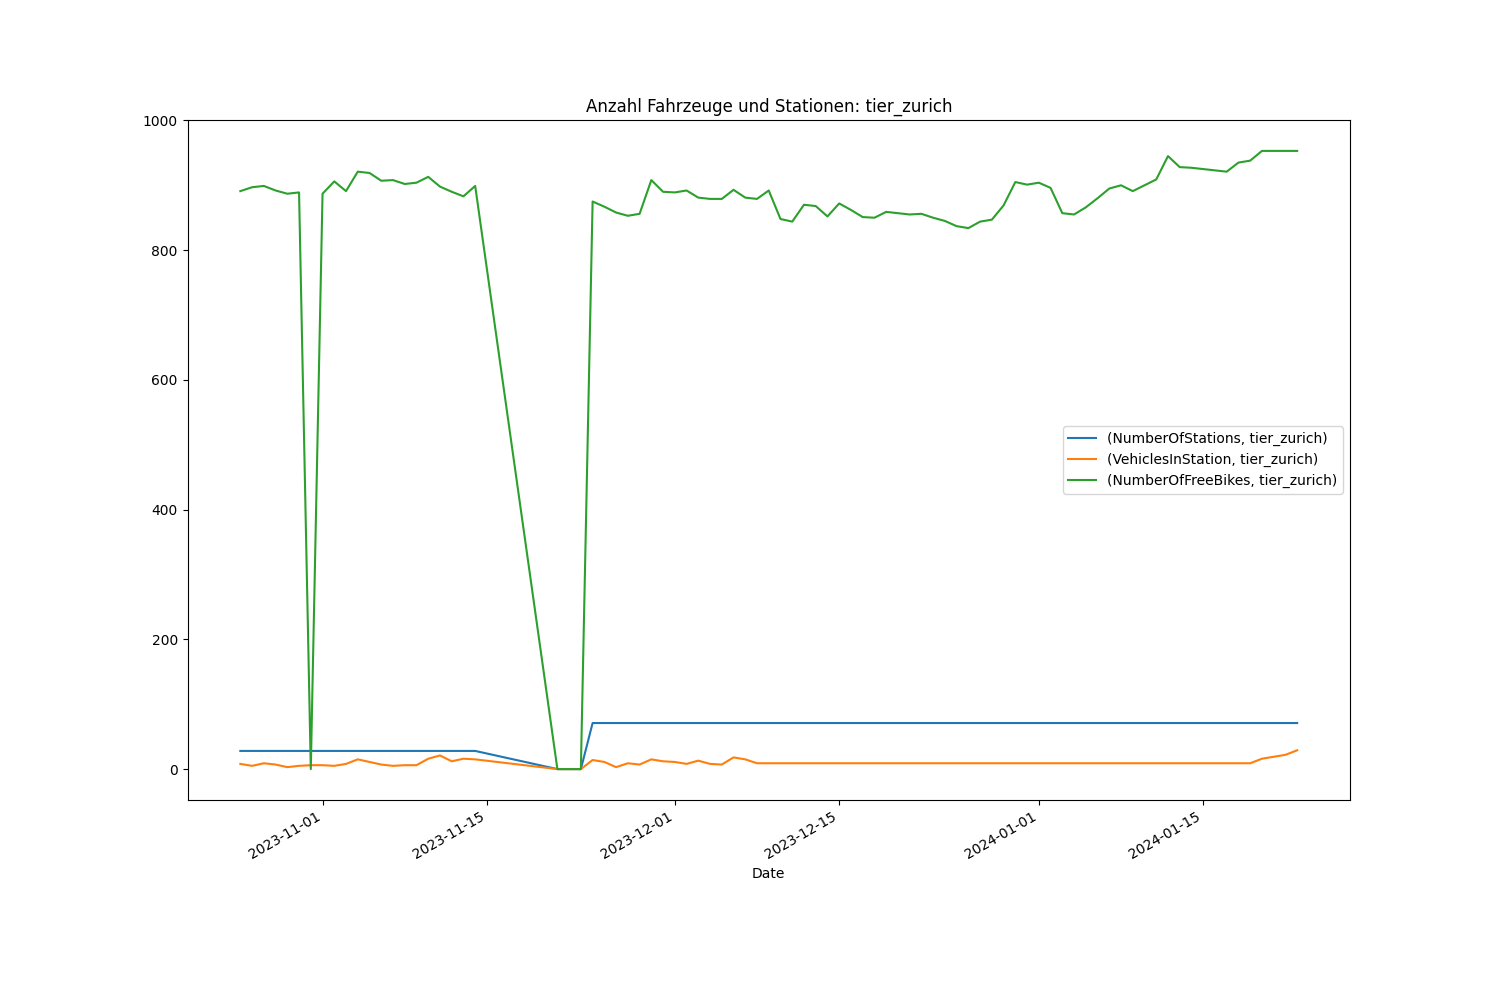 Anzahl Fahrzeuge und Stationen: tier_zurich
1000
800
600
400
200
0
(NumberOfStations, tier_zurich)
(VehiclesInStation, tier_zurich)
(NumberOfFreeBikes, tier_zurich)
2023-11-01
2023-11-15
2023-12-01
2023-12-15
2024-01-01
2024-01-15
Date